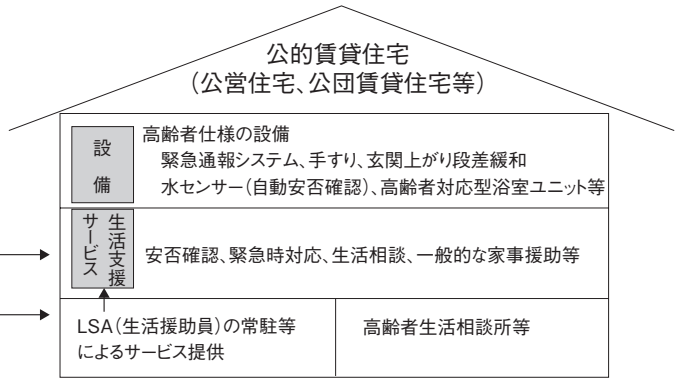 公的賃貸住宅
(公営住宅、公団賃貸住宅等)
設備
高齢者仕様の設備
緊急通報システム、手すり、玄関上がり段差緩和
水センサー(自動安否確認)、高齢者対応型浴室ユニット等
生活支援
サービス
安否確認、緊急時対応、生活相談、一般的な家事援助等
LSA(生活援助員)の常駐等
によるサービス提供
高齢者生活相談所等